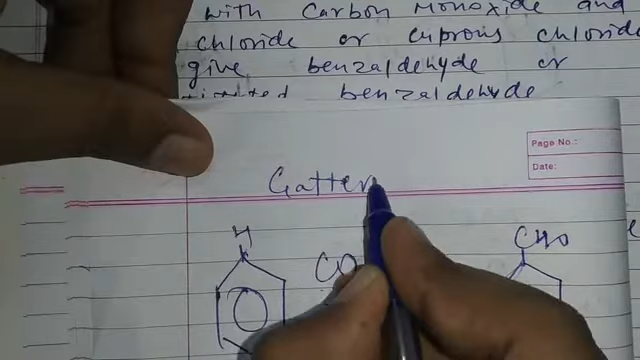 with Carbon Monoxide and
chloride or cuprous chloride
give benzaldehyde or
benzaldehyde
Page No.:
Date:
Gatter
H
CO
CHO